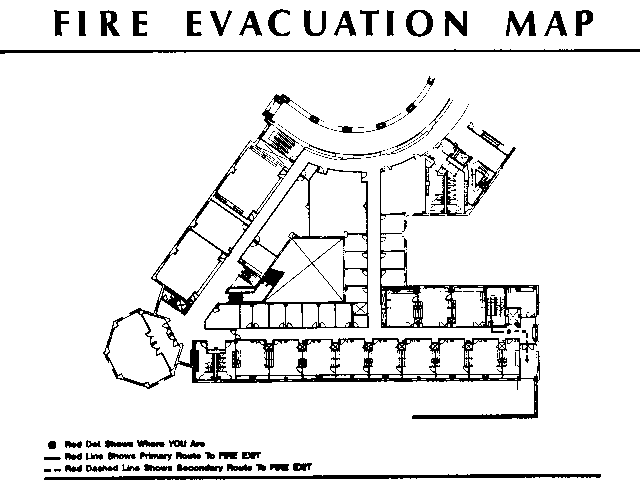 FIRE EVACUATION MAP
Red Dot Shows Where YOU Are
Red Line Shows Primary Route To FIRE EXIT
Red Dashed Line Shows Secondary Route To FIRE EXIT